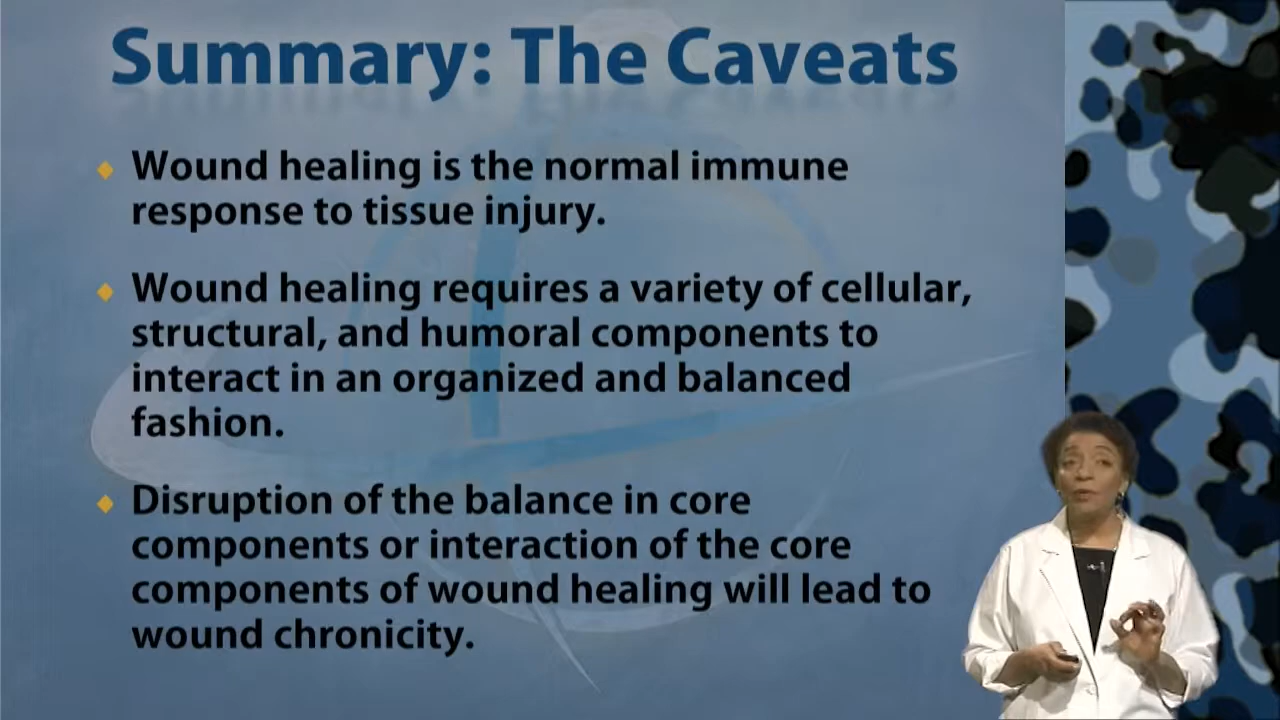 Summary: The Caveats
Wound healing is the normal immune
response to tissue injury.
Wound healing requires a variety of cellular,
structural, and humoral components to
interact in an organized and balanced
fashion.
Disruption of the balance in core
components or interaction of the core
components of wound healing will lead to
wound chronicity.